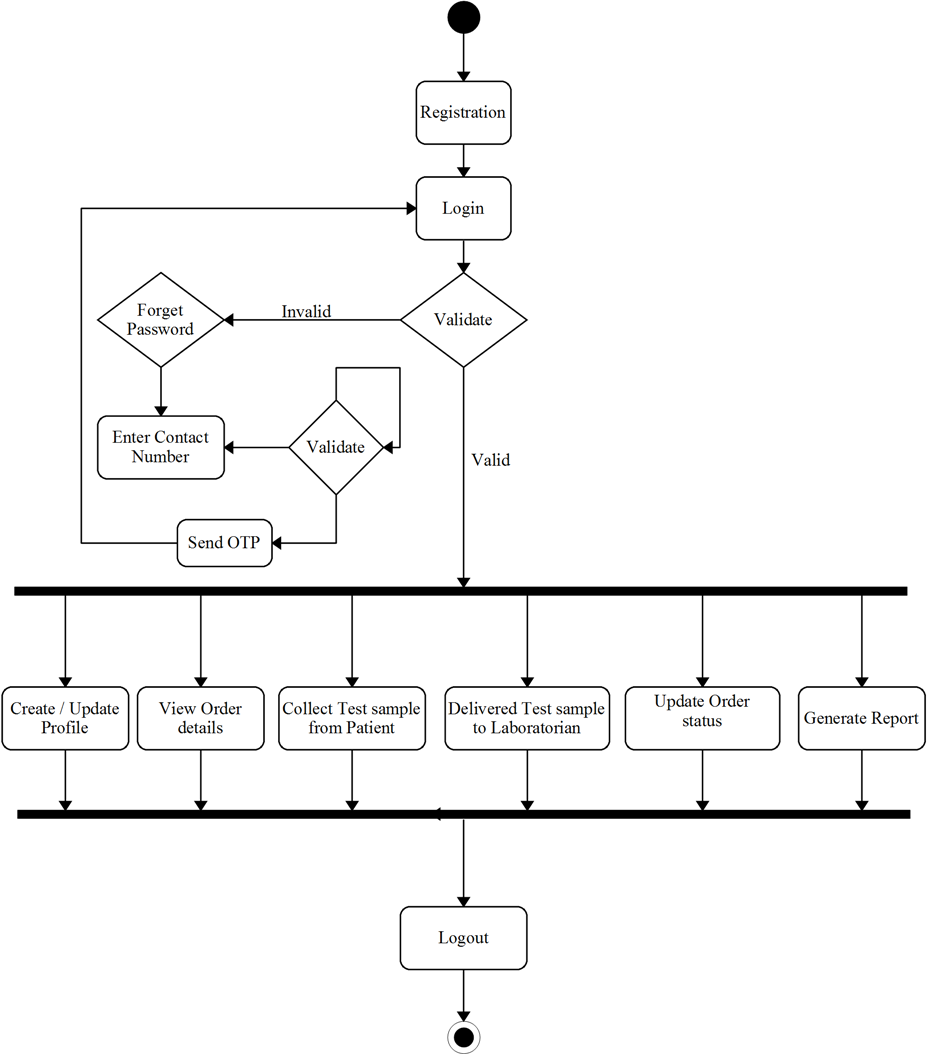 Registration
Login
Forget
Password
Invalid
Validate
Enter Contact
Number
Validate
Valid
Send OTP
Create / Update
Profile
View Order
details
Collect Test sample
from Patient
Delivered Test sample
to Laboratorian
Update Order
status
Generate Report
Logout